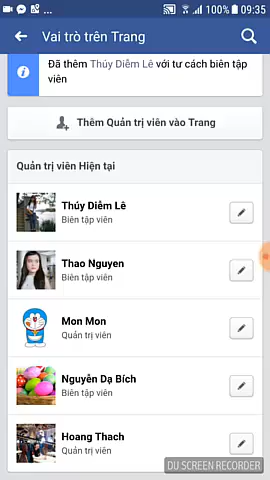 ... 100% 09:35
Vai trò trên Trang
Đã thêm Thúy Diễm Lê với tư cách biên tập
viên
Thêm Quản trị viên vào Trang
Quản trị viên Hiện tại
Thúy Diễm Lê
Biên tập viên
Thao Nguyen
Biên tập viên
Mon Mon
Quản trị viên
Nguyễn Dạ Bích
Biên tập viên
Hoang Thach
Quản trị viên
DU SCREEN RECORDER